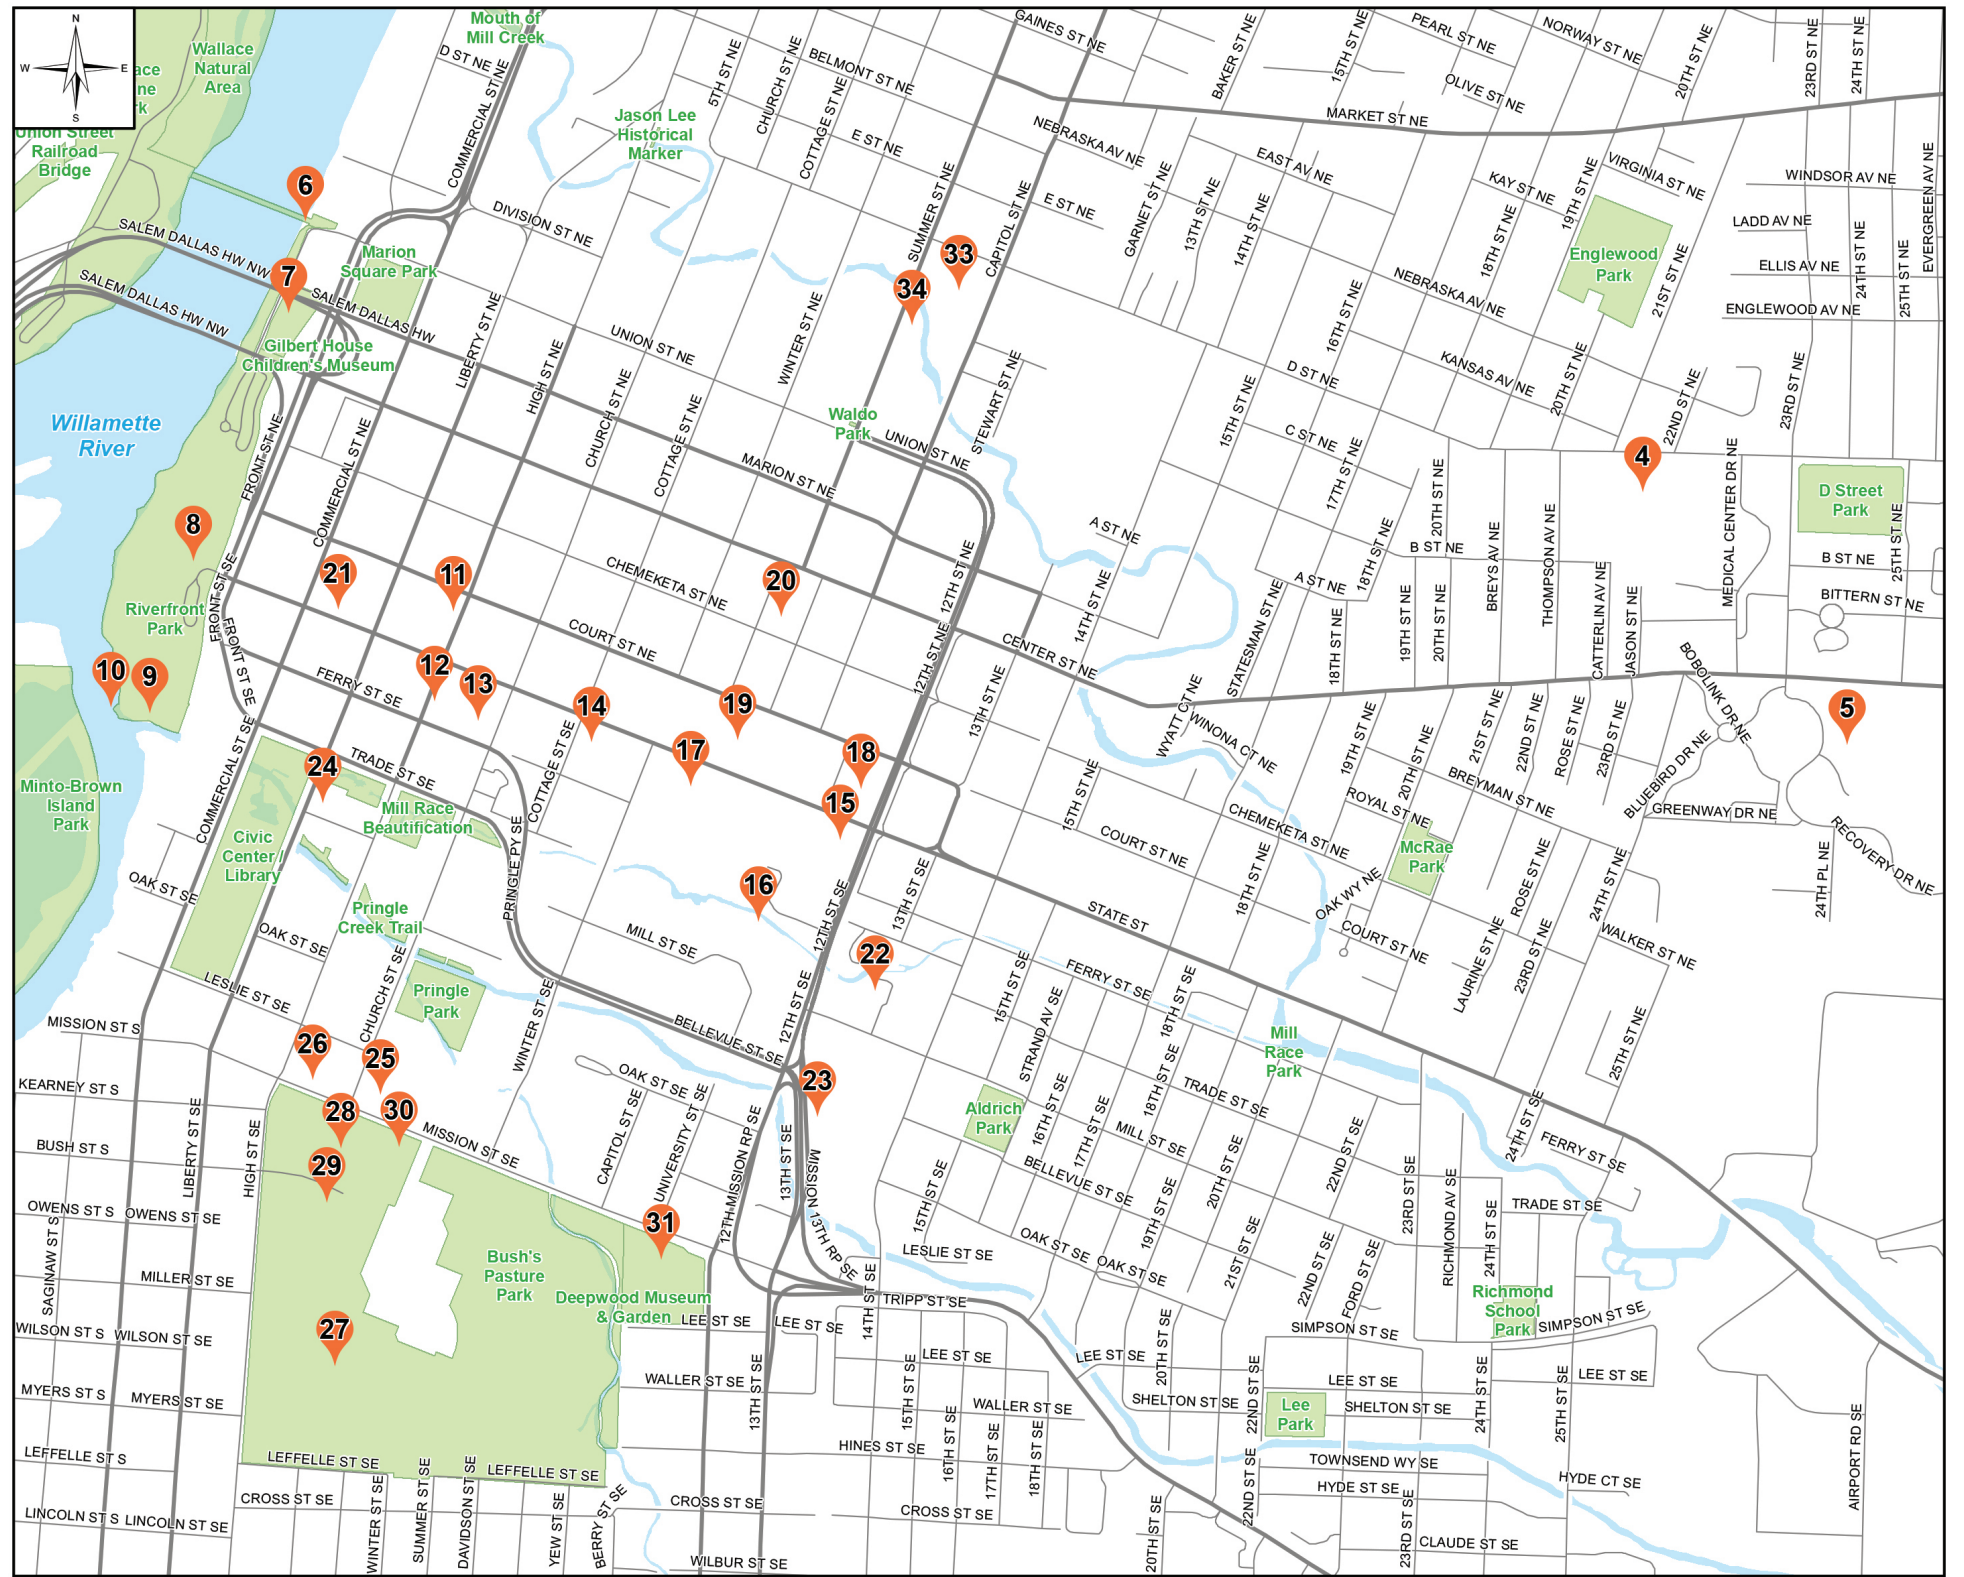 N
W
E
S
Wallace
Natural
Area
ace
ne
rk
Union Street
Railroad
Bridge
Mouth of
Mill Creek
D ST NE
COMMERCIAL ST NE
Jason Lee
Historical
Marker
5TH ST NE
CHURCH ST NE
COTTAGE ST NE
BELMONT ST NE
E ST NE
GAINES ST NE
BAKER ST NE
15TH ST NE
PEARL ST NE
NORWAY ST NE
OLIVE ST NE
20TH ST NE
23RD ST NE
24TH ST NE
MARKET ST NE
NEBRASKA AV NE
EAST AV NE
GARNET ST NE
13TH ST NE
14TH ST NE
E ST NE
KAY ST NE
19TH ST NE
18TH ST NE
VIRGINIA ST NE
WINDSOR AV NE
LADD AV NE
ELLIS AV NE
ENGLEWOOD AV NE
24TH ST NE
25TH ST NE
EVERGREEN AV NE
Englewood
Park
21ST ST NE
NEBRASKA AV NE
6
SALEM DALLAS HW NW
SALEM DALLAS HW NW
7
SALEM DALLAS HW
Marion
Square Park
DIVISION ST NE
SUMMER ST NE
CAPITOL ST NE
33
34
Gilbert House
Children's Museum
LIBERTY ST NE
HIGH ST NE
UNION ST NE
WINTER ST NE
CHURCH ST NE
COTTAGE ST NE
16TH ST NE
D ST NE
KANSAS AV NE
20TH ST NE
22ND ST NE
23RD ST NE
STEWART ST NE
15TH ST NE
C ST NE
17TH ST NE
Waldo
Park
UNION ST NE
MARION ST NE
Willamette
River
FRONT ST NE
COMMERCIAL ST NE
4
D Street
Park
MEDICAL CENTER DR NE
20TH ST NE
BREYS AV NE
THOMPSON AV NE
25TH ST NE
8
A ST NE
B ST NE
18TH ST NE
B ST NE
BITTERN ST NE
21
11
CHEMEKETA ST NE
20
12TH ST NE
A ST NE
14TH ST NE
STATESMAN ST NE
18TH ST NE
19TH ST NE
20TH ST NE
CATTERLIN AV NE
JASON ST NE
FRONT ST SE
FRONT ST SE
Riverfront
Park
COURT ST NE
12TH ST NE
CENTER ST NE
BOBOLINK DR NE
10
9
FERRY ST SE
12
13
14
19
17
18
15
13TH ST NE
WYATT CT NE
WINONA CT NE
19TH ST NE
20TH ST NE
21ST ST NE
22ND ST NE
ROSE ST NE
23RD ST NE
5
BLUEBIRD DR NE
GREENWAY DR NE
BREYMAN ST NE
ROYAL ST NE
COMMERCIAL ST SE
24
TRADE ST SE
COTTAGE ST SE
Minto-Brown
Island
Park
Mill Race
Beautification
Civic
Center /
Library
PRINGLE PY SE
15TH ST NE
COURT ST NE
CHEMEKETA ST NE
McRae
Park
RECOVERY DR NE
24TH PL NE
OAK ST SE
Pringle
Creek Trail
16
12TH ST SE
13TH ST SE
18TH ST NE
OAK WY NE
ROSE ST NE
24TH ST NE
STATE ST
COURT ST NE
LAURINE ST NE
23RD ST NE
WALKER ST NE
OAK ST SE
MILL ST SE
22
FERRY ST SE
LESLIE ST SE
CHURCH ST SE
Pringle
Park
WINTER ST SE
12TH ST SE
15TH ST SE
STRAND AV SE
18TH ST SE
Mill
Race
Park
25TH ST NE
MISSION ST S
BELLEVUE ST SE
26
25
KEARNEY ST S
28
30
OAK ST SE
23
Aldrich
Park
TRADE ST SE
18TH ST SE
16TH ST SE
17TH ST SE
MILL ST SE
24TH ST SE
FERRY ST SE
BUSH ST S
LIBERTY ST SE
HIGH ST SE
MISSION ST SE
CAPITOL ST SE
UNIVERSITY ST SE
12TH MISSION RP SE
13TH ST SE
MISSION 13TH RP SE
29
BELLEVUE ST SE
20TH ST SE
22ND ST SE
23RD ST SE
RICHMOND AV SE
TRADE ST SE
OWENS ST S
OWENS ST SE
31
15TH ST SE
19TH ST SE
OAK ST SE
OAK ST SE
21ST ST SE
22ND ST SE
FORD ST SE
24TH ST SE
SAGINAW ST S
MILLER ST SE
Bush's
Pasture
Park
Deepwood Museum
& Garden
LESLIE ST SE
14TH ST SE
TRIPP ST SE
Richmond
School
Park
SIMPSON ST SE
SIMPSON ST SE
27
WILSON ST S
WILSON ST SE
LEE ST SE
LEE ST SE
LEE ST SE
LEE ST SE
20TH ST SE
LEE ST SE
LEE ST SE
MYERS ST S
MYERS ST SE
WALLER ST SE
13TH ST SE
15TH ST SE
WALLER ST SE
SHELTON ST SE
22ND ST SE
Lee
Park
SHELTON ST SE
24TH ST SE
25TH ST SE
AIRPORT RD SE
LEFFELLE ST S
LEFFELLE ST SE
LEFFELLE ST SE
HINES ST SE
16TH ST SE
17TH ST SE
18TH ST SE
TOWNSEND WY SE
HYDE ST SE
HYDE CT SE
LINCOLN ST S
LINCOLN ST SE
CROSS ST SE
WINTER ST SE
SUMMER ST SE
DAVIDSON ST SE
YEW ST SE
BERRY ST SE
CROSS ST SE
CROSS ST SE
22ND ST SE
20TH ST SE
23RD ST SE
CLAUDE ST SE
WILBUR ST SE